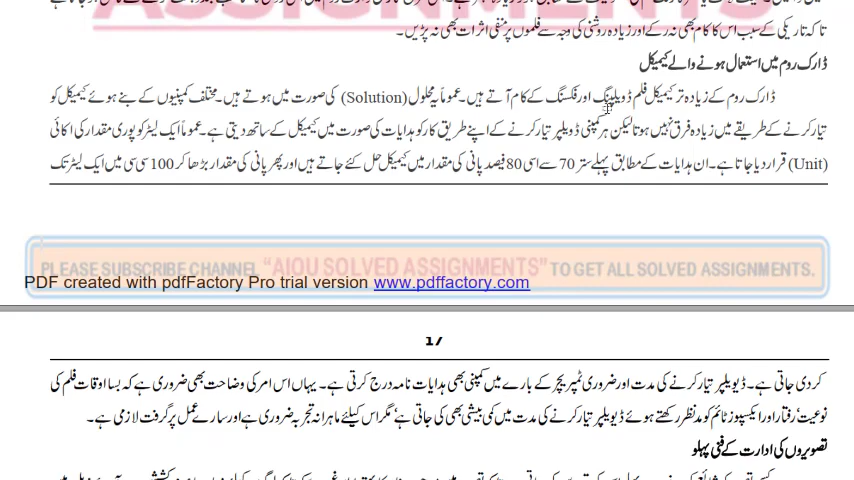 ASSIGNMENTS
تاکہ تاریکی کے سبب اس کا کام بھی نہ رکے اور زیادہ روشنی کی وجہ سے فلموں پر منفی اثرات بھی نہ پڑیں۔
ڈارک روم میں استعمال ہونے والے کیمیکل
ڈارک روم کے زیادہ تر کیمیکل فلم ڈویلپنگ اور فکسنگ کے کام آتے ہیں۔ عموماً یہ محلول (Solution) کی صورت میں ہوتے ہیں۔ مختلف کمپنیوں کے بنے ہوئے کیمیکل کو
تیار کرنے کے طریقے میں زیادہ فرق نہیں ہوتا لیکن ہر کمپنی ڈویلپر تیار کرنے کے اپنے طریق کار کو ہدایات کی صورت میں کیمیکل کے ساتھ دیتی ہے۔ عموماً ایک لیٹر کو پوری مقدار کی اکائی
(Unit) قرار دیا جاتا ہے۔ ان ہدایات کے مطابق پہلے ستر 70 سے اسی 80 فیصد پانی کی مقدار میں کیمیکل حل کئے جاتے ہیں اور پھر پانی کی مقدار بڑھا کر 100 سی سی میں ایک لیٹر تک
PLEASE SUBSCRIBE CHANNEL "AIOU SOLVED ASSIGNMENTS" TO GET ALL SOLVED ASSIGNMENTS.
PDF created with pdfFactory Pro trial version www.pdffactory.com
17
کر دی جاتی ہے۔ ڈیویلپر تیار کرنے کی مدت اور ضروری ٹمپریچر کے بارے میں کمپنی بھی ہدایات نامہ درج کرتی ہے۔ یہاں اس امر کی وضاحت بھی ضروری ہے کہ بسا اوقات فلم کی
نوعیت‘ رفتار اور ایکسپوز ٹائم کو مد نظر رکھتے ہوئے ڈیویلپر تیار کرنے کی مدت میں کمی بیشی بھی کی جاتی ہے‘ مگر اس کیلئے ماہرانہ تجربہ ضروری ہے اور سارے عمل پر گرفت لازمی ہے۔
تصویروں کی ادارت کے فنی پہلو